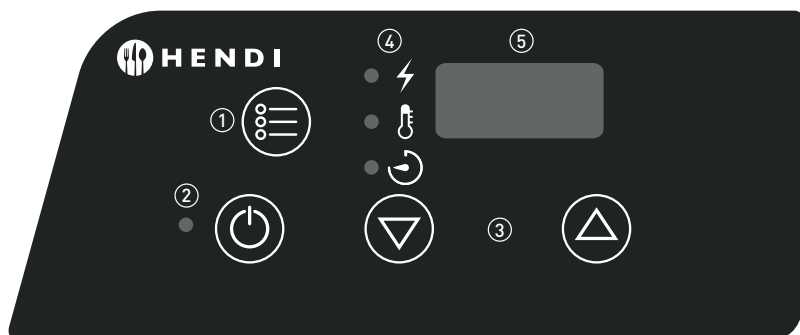 HENDI
④ ⑤
①
②
③